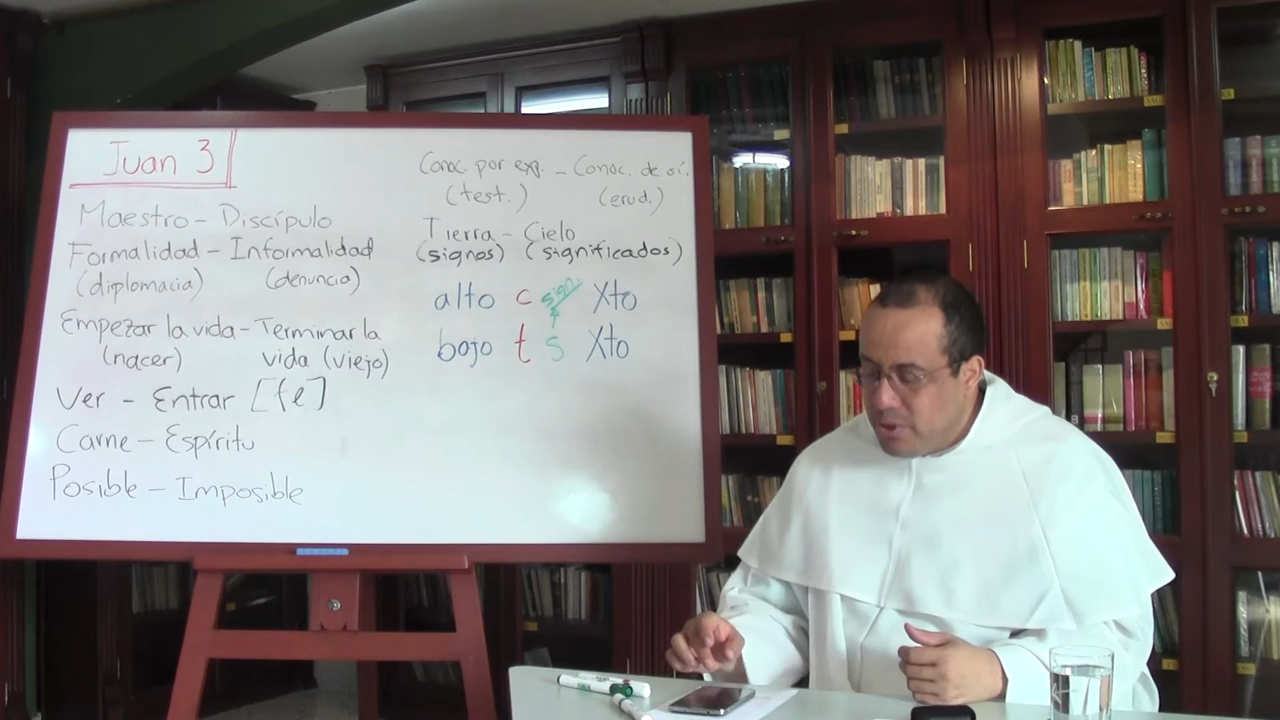 Juan 3
Maestro - Discípulo
Formalidad - Informalidad
(diplomacia) (denuncia)
Empezar la vida - Terminar la
(nacer) vida (viejo)
Ver - Entrar [fe]
Carne - Espíritu
Posible - Imposible
Conoc. por exp. - Conoc. de oí.
(test.) (erud.)
Tierra - Cielo
(signos) (significados)
alto c sign. Xto
bajo t s Xto